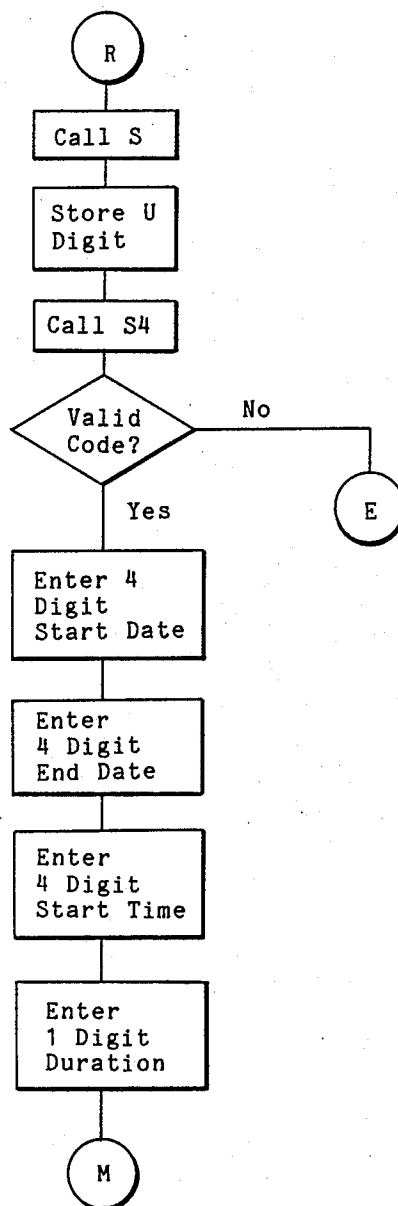 R
Call S
Store U
Digit
Call S4
Valid
Code?
No
E
Yes
Enter 4
Digit
Start Date
Enter
4 Digit
End Date
Enter
4 Digit
Start Time
Enter
1 Digit
Duration
M